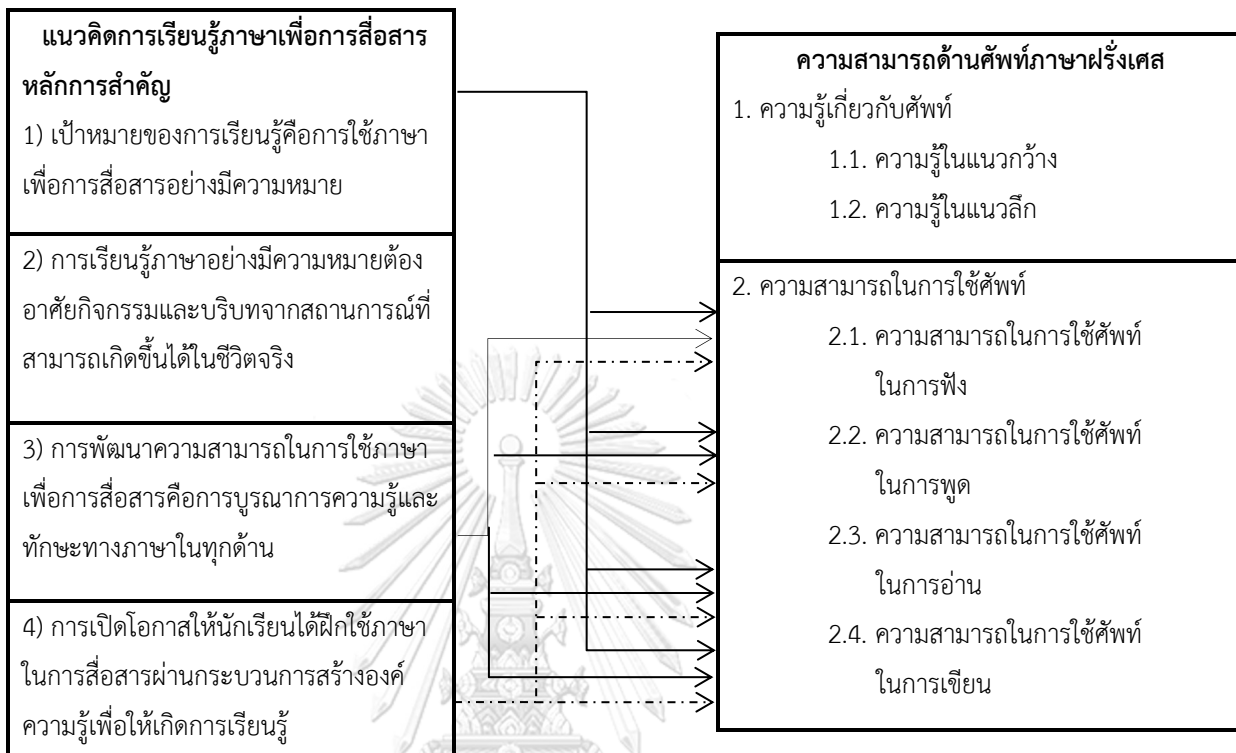 แนวคิดการเรียนรู้ภาษาเพื่อการสื่อสาร
หลักการสำคัญ
1) เป้าหมายของการเรียนรู้คือการใช้ภาษา
เพื่อการสื่อสารอย่างมีความหมาย
2) การเรียนรู้ภาษาอย่างมีความหมายต้อง
อาศัยกิจกรรมและบริบทจากสถานการณ์ที่
สามารถเกิดขึ้นได้ในชีวิตจริง
3) การพัฒนาความสามารถในการใช้ภาษา
เพื่อการสื่อสารคือการบูรณาการความรู้และ
ทักษะทางภาษาในทุกด้าน
4) การเปิดโอกาสให้นักเรียนได้ฝึกใช้ภาษา
ในการสื่อสารผ่านกระบวนการสร้างองค์
ความรู้เพื่อให้เกิดการเรียนรู้
ความสามารถด้านศัพท์ภาษาฝรั่งเศส
1. ความรู้เกี่ยวกับศัพท์
1.1. ความรู้ในแนวกว้าง
1.2. ความรู้ในแนวลึก
2. ความสามารถในการใช้ศัพท์
2.1. ความสามารถในการใช้ศัพท์
ในการฟัง
2.2. ความสามารถในการใช้ศัพท์
ในการพูด
2.3. ความสามารถในการใช้ศัพท์
ในการอ่าน
2.4. ความสามารถในการใช้ศัพท์
ในการเขียน